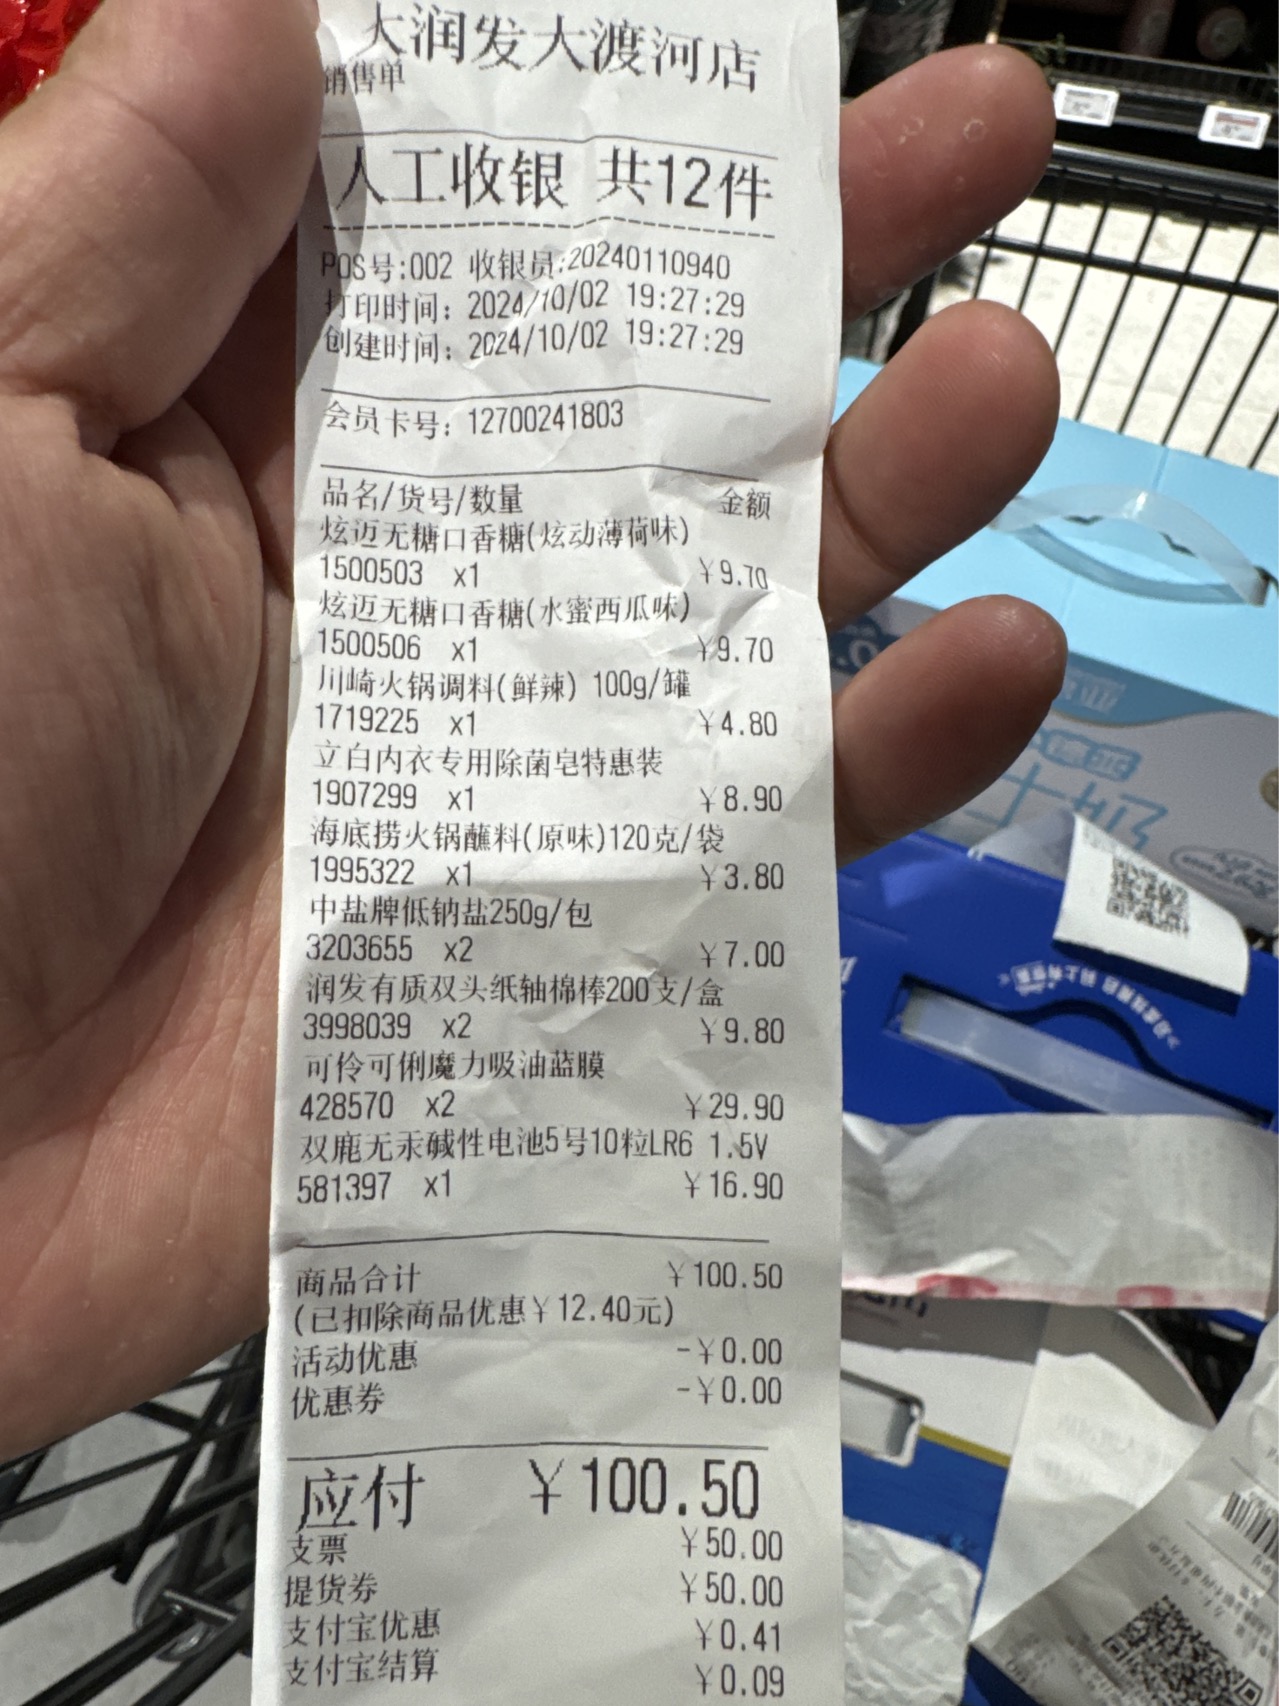 大润发大渡河店
销售单
人工收银 共12件
POS号:002 收银员:20240110940
打印时间: 2024/10/02 19:27:29
创建时间: 2024/10/02 19:27:29
会员卡号: 12700241803
品名/货号/数量 金额
炫迈无糖口香糖(炫动薄荷味)
1500503 x1 ¥9.70
炫迈无糖口香糖(水蜜西瓜味)
1500506 x1 ¥9.70
川崎火锅调料(鲜辣) 100g/罐
1719225 x1 ¥4.80
立白内衣专用除菌皂特惠装
1907299 x1 ¥8.90
海底捞火锅蘸料(原味)120克/袋
1995322 x1 ¥3.80
中盐牌低钠盐250g/包
3203655 x2 ¥7.00
润发有质双头纸轴棉棒200支/盒
3998039 x2 ¥9.80
可伶可俐魔力吸油蓝膜
428570 x2 ¥29.90
双鹿无汞碱性电池5号10粒LR6 1.5V
581397 x1 ¥16.90
商品合计 ¥100.50
(已扣除商品优惠¥12.40元)
活动优惠 -¥0.00
优惠券 -¥0.00
应付 ¥100.50
支票 ¥50.00
提货券 ¥50.00
支付宝优惠 ¥0.41
支付宝结算 ¥0.09